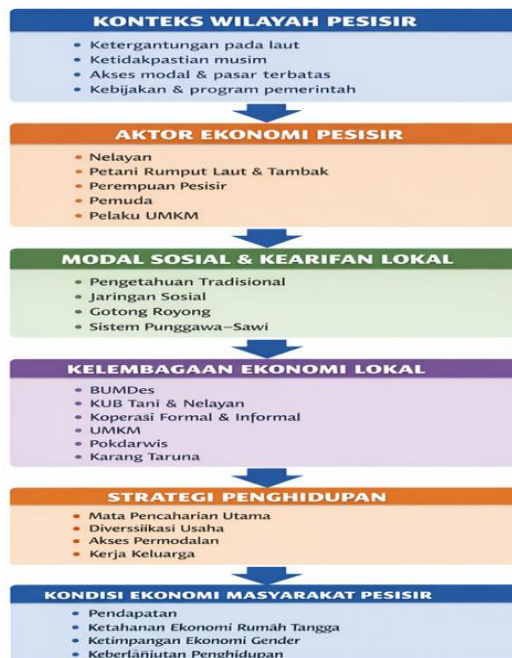 KONTEKS WILAYAH PESISIR
• Ketergantungan pada laut
• Ketidakpastian musim
• Akses modal & pasar terbatas
• Kebijakan & program pemerintah
AKTOR EKONOMI PESISIR
• Nelayan
• Petani Rumput Laut & Tambak
• Perempuan Pesisir
• Pemuda
• Pelaku UMKM
MODAL SOSIAL & KEARIFAN LOKAL
• Pengetahuan Tradisional
• Jaringan Sosial
• Gotong Royong
• Sistem Punggawa–Sawi
KELEMBAGAAN EKONOMI LOKAL
• BUMDes
• KUB Tani & Nelayan
• Koperasi Formal & Informal
• UMKM
• Pokdarwis
• Karang Taruna
STRATEGI PENGHIDUPAN
• Mata Pencaharian Utama
• Diverssiikasi Usaha
• Akses Permodalan
• Kerja Keluarga
KONDISI EKONOMI MASYARAKAT PESISIR
• Pendapatan
• Ketahanan Ekonomi Rumah Tangga
• Ketimpangan Ekonomi Gender
• Keberlanjutan Penghidupan